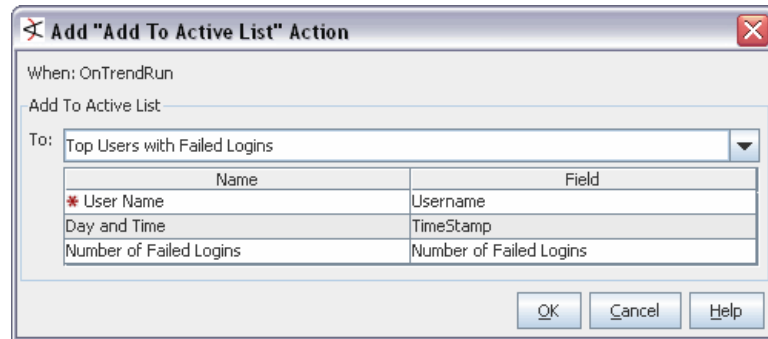 Add "Add To Active List" Action
When: OnTrendRun
Add To Active List
To: Top Users with Failed Logins
Name Field
* User Name Username
Day and Time TimeStamp
Number of Failed Logins Number of Failed Logins
OK Cancel Help